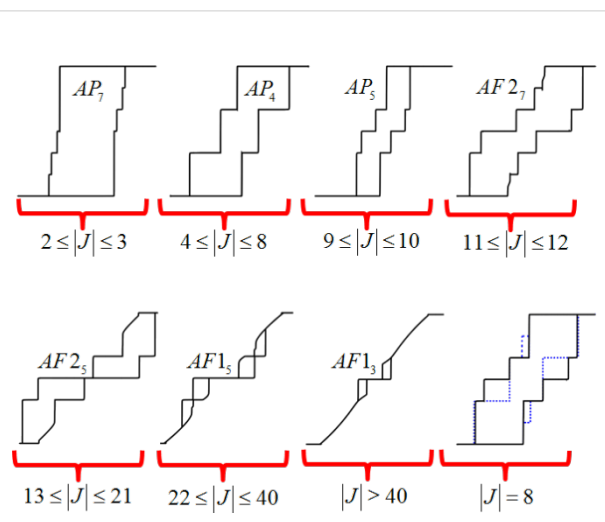 AP₇ AP₄ AP₅ AF2₇
2≤|J|≤3 4≤|J|≤8 9≤|J|≤10 11≤|J|≤12
AF2₅ AF1₅ AF1₃
13≤|J|≤21 22≤|J|≤40 |J|>40 |J|=8